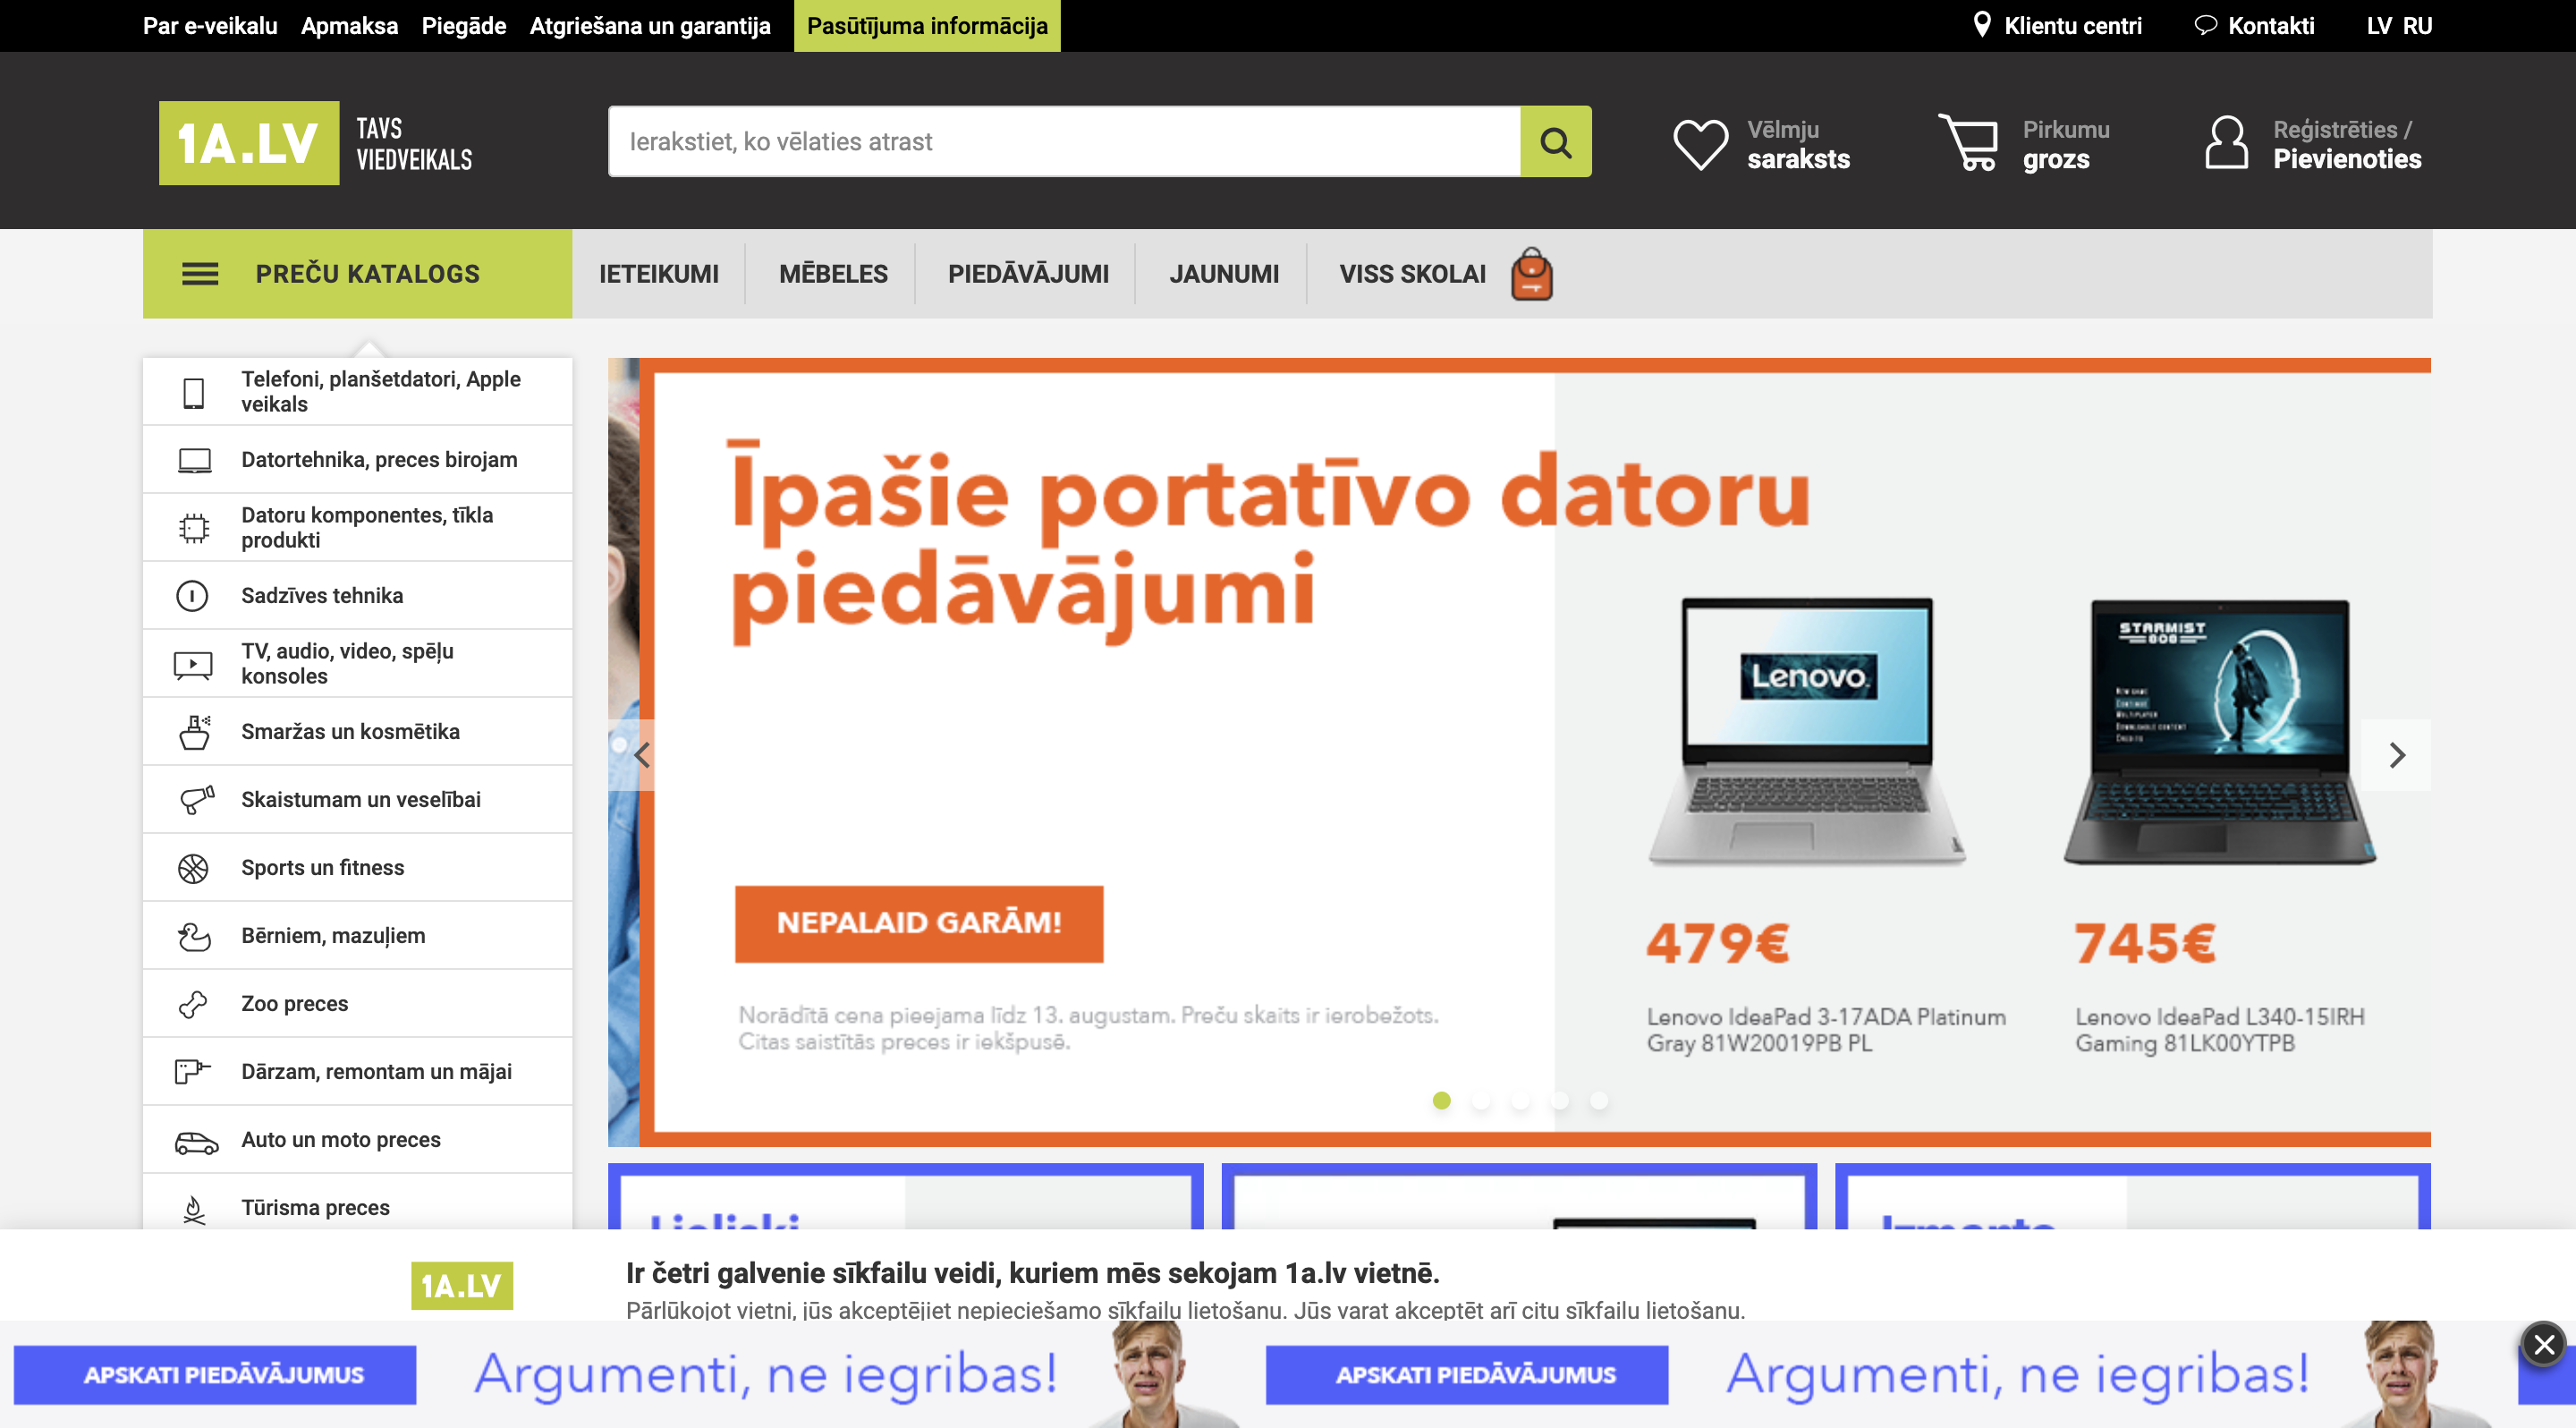 Par e-veikalu Apmaksa Piegāde Atgriešana un garantija Pasūtījuma informācija Klientu centri Kontakti LV RU
1A.LV
TAVS
VIEDVEIKALS
Ierakstiet, ko vēlaties atrast
Vēlmju
saraksts
Pirkumu
grozs
Reģistrēties /
Pievienoties
PREČU KATALOGS IETEIKUMI MĒBELES PIEDĀVĀJUMI JAUNUMI VISS SKOLAI
Telefoni, planšetdatori, Apple
veikals
Datortehnika, preces birojam
Datoru komponentes, tīkla
produkti
Sadzīves tehnika
TV, audio, video, spēļu
konsoles
Smaržas un kosmētika
Skaistumam un veselībai
Sports un fitness
Bērniem, mazuļiem
Zoo preces
Dārzam, remontam un mājai
Auto un moto preces
Tūrisma preces
Īpašie portatīvo datoru
piedāvājumi
NEPALAID GARĀM!
Norādītā cena pieejama līdz 13. augustam. Preču skaits ir ierobežots.
Citas saistītās preces ir iekšpusē.
Lenovo
STARMIST
479€
Lenovo IdeaPad 3-17ADA Platinum
Gray 81W20019PB PL
745€
Lenovo IdeaPad L340-15IRH
Gaming 81LK00YTPB
Lieliski
Izmanto
1A.LV
Ir četri galvenie sīkfailu veidi, kuriem mēs sekojam 1a.lv vietnē.
Pārlūkojot vietni, jūs akceptējiet nepieciešamo sīkfailu lietošanu. Jūs varat akceptēt arī citu sīkfailu lietošanu.
APSKATI PIEDĀVĀJUMUS Argumenti, ne iegribas! APSKATI PIEDĀVĀJUMUS Argumenti, ne iegribas!